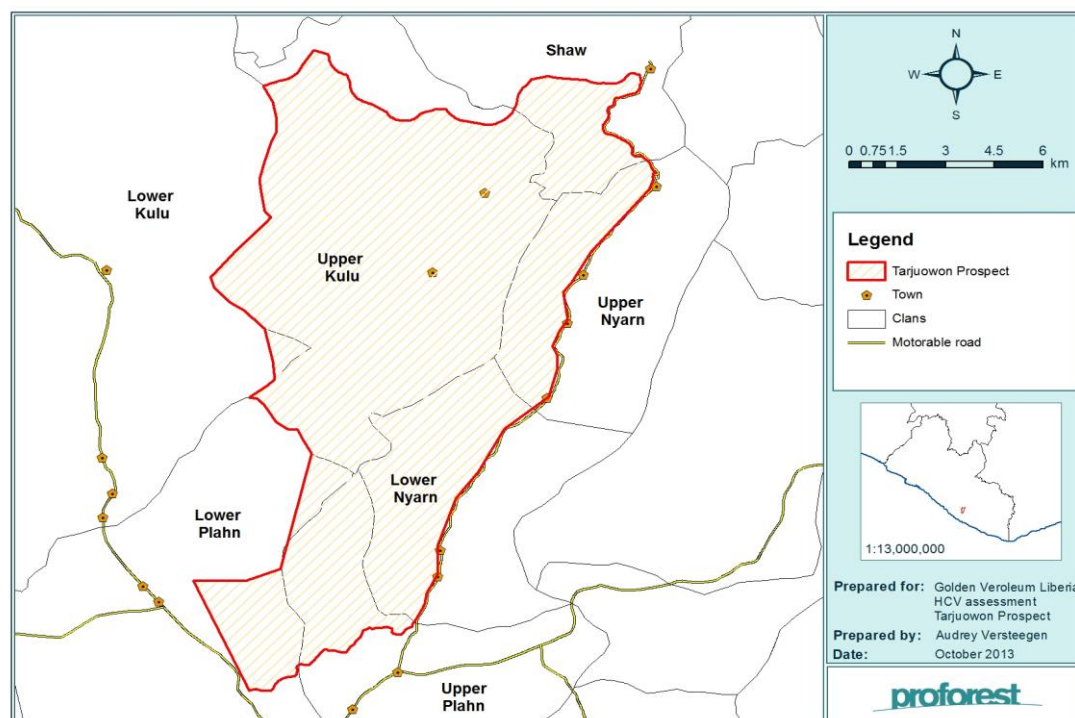 Shaw
Lower
Kulu
Upper
Kulu
Upper
Nyarn
Lower
Nyarn
Lower
Plahn
Upper
Plahn
N
W
E
S
0 0.75 1.5 3 4.5 6
km
Legend
Tarjuowon Prospect
Town
Clans
Motorable road
1:13,000,000
Prepared for: Golden Veroleum Liberia
HCV assessment
Tarjuowon Prospect
Prepared by: Audrey Versteegen
Date: October 2013
proforest